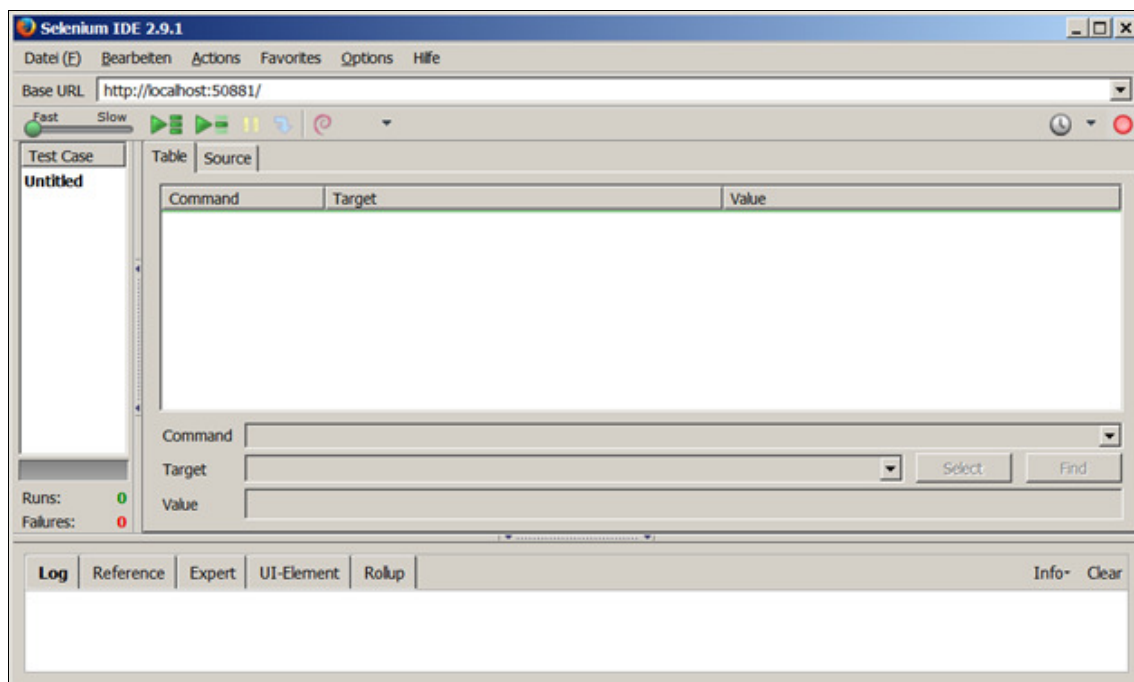 Selenium IDE 2.9.1
Datei (F) Bearbeiten Actions Favorites Options Hilfe
Base URL http://localhost:50881/
Fast Slow
Test Case
Untitled
Table Source
Command Target Value
Command
Target Select Find
Value
Runs: 0
Failures: 0
Log Reference Expert UI-Element Rollup Info Clear